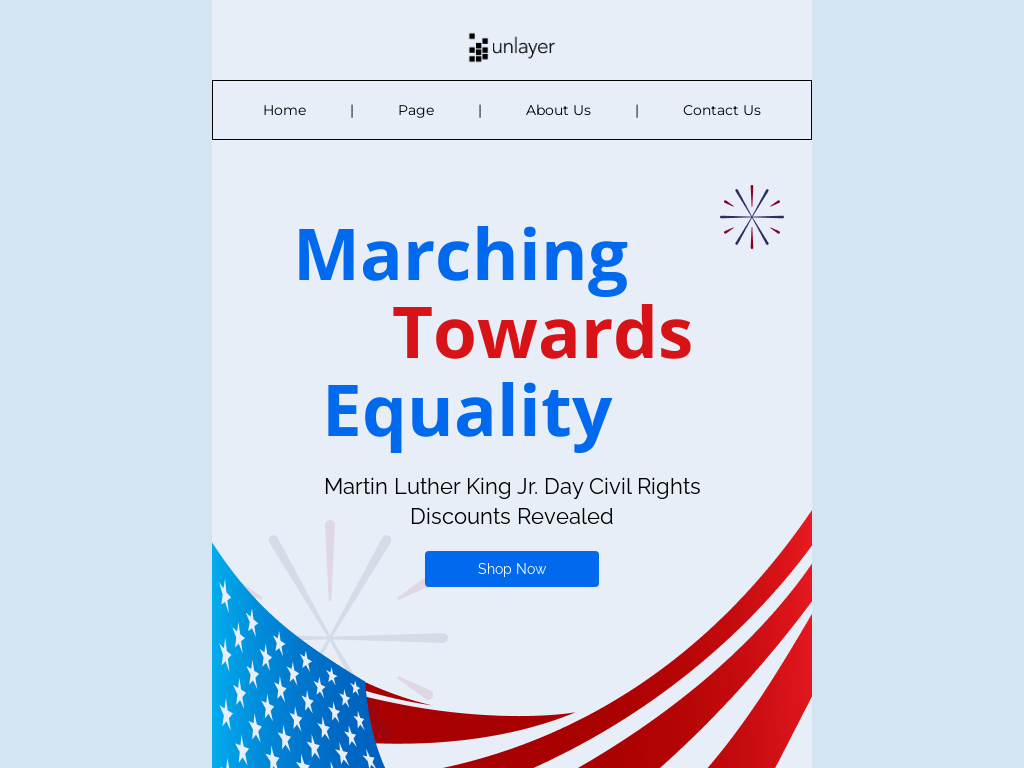 unlayer
Home | Page | About Us | Contact Us
Marching
Towards
Equality
Martin Luther King Jr. Day Civil Rights
Discounts Revealed
Shop Now